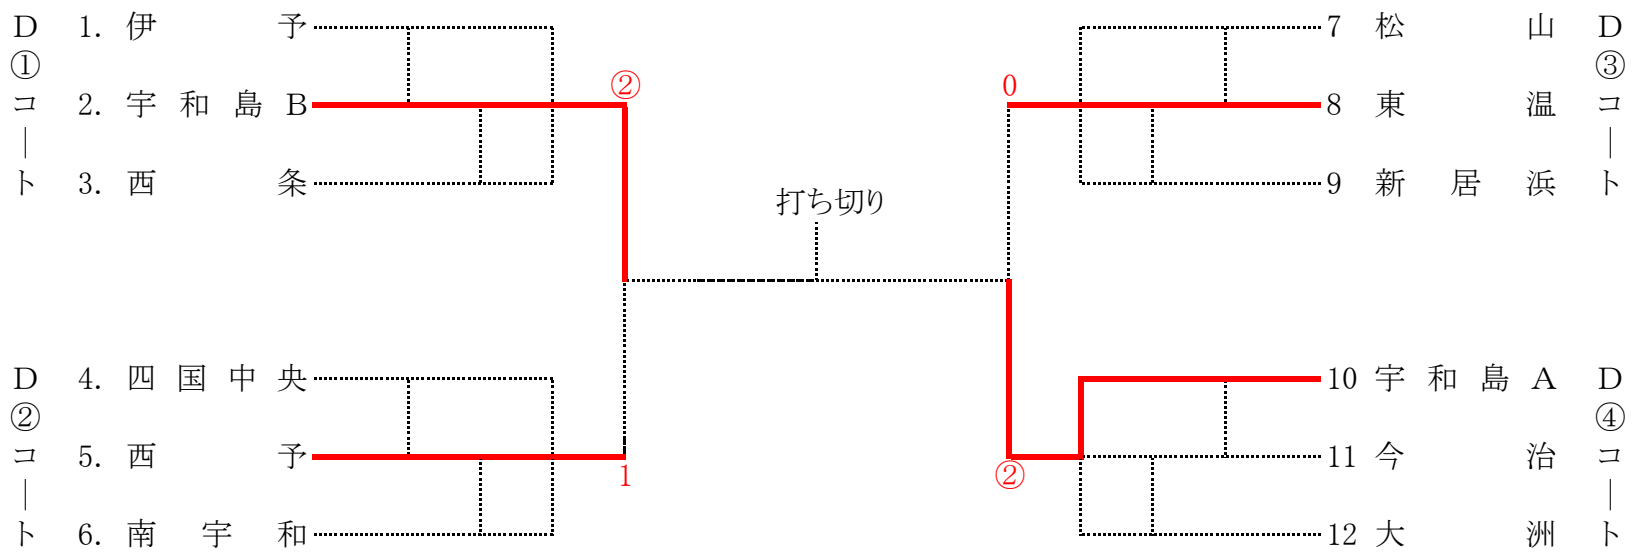 D①コート
1. 伊予
2. 宇和島B
3. 西条
②
D②コート
4. 四国中央
5. 西予
6. 南宇和
1
打ち切り
0
7 松山
8 東温
9 新居浜
D③コート
②
10 宇和島A
11 今治
12 大洲
D④コート